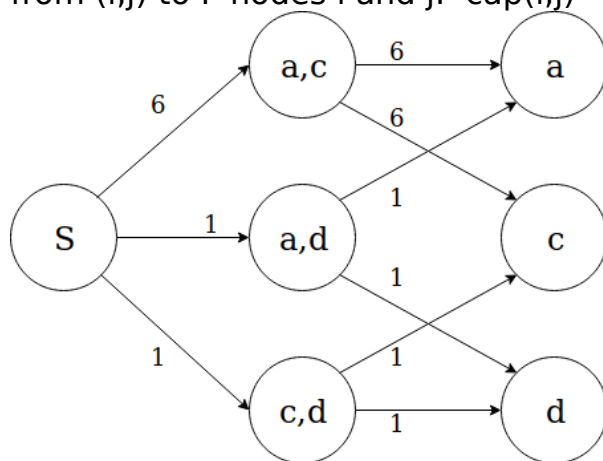 from (i,j) to P nodes i and j. cap(i,j)
a,c
6
a
6
6
S
1
a,d
1
c
1
1
1
c,d
1
d